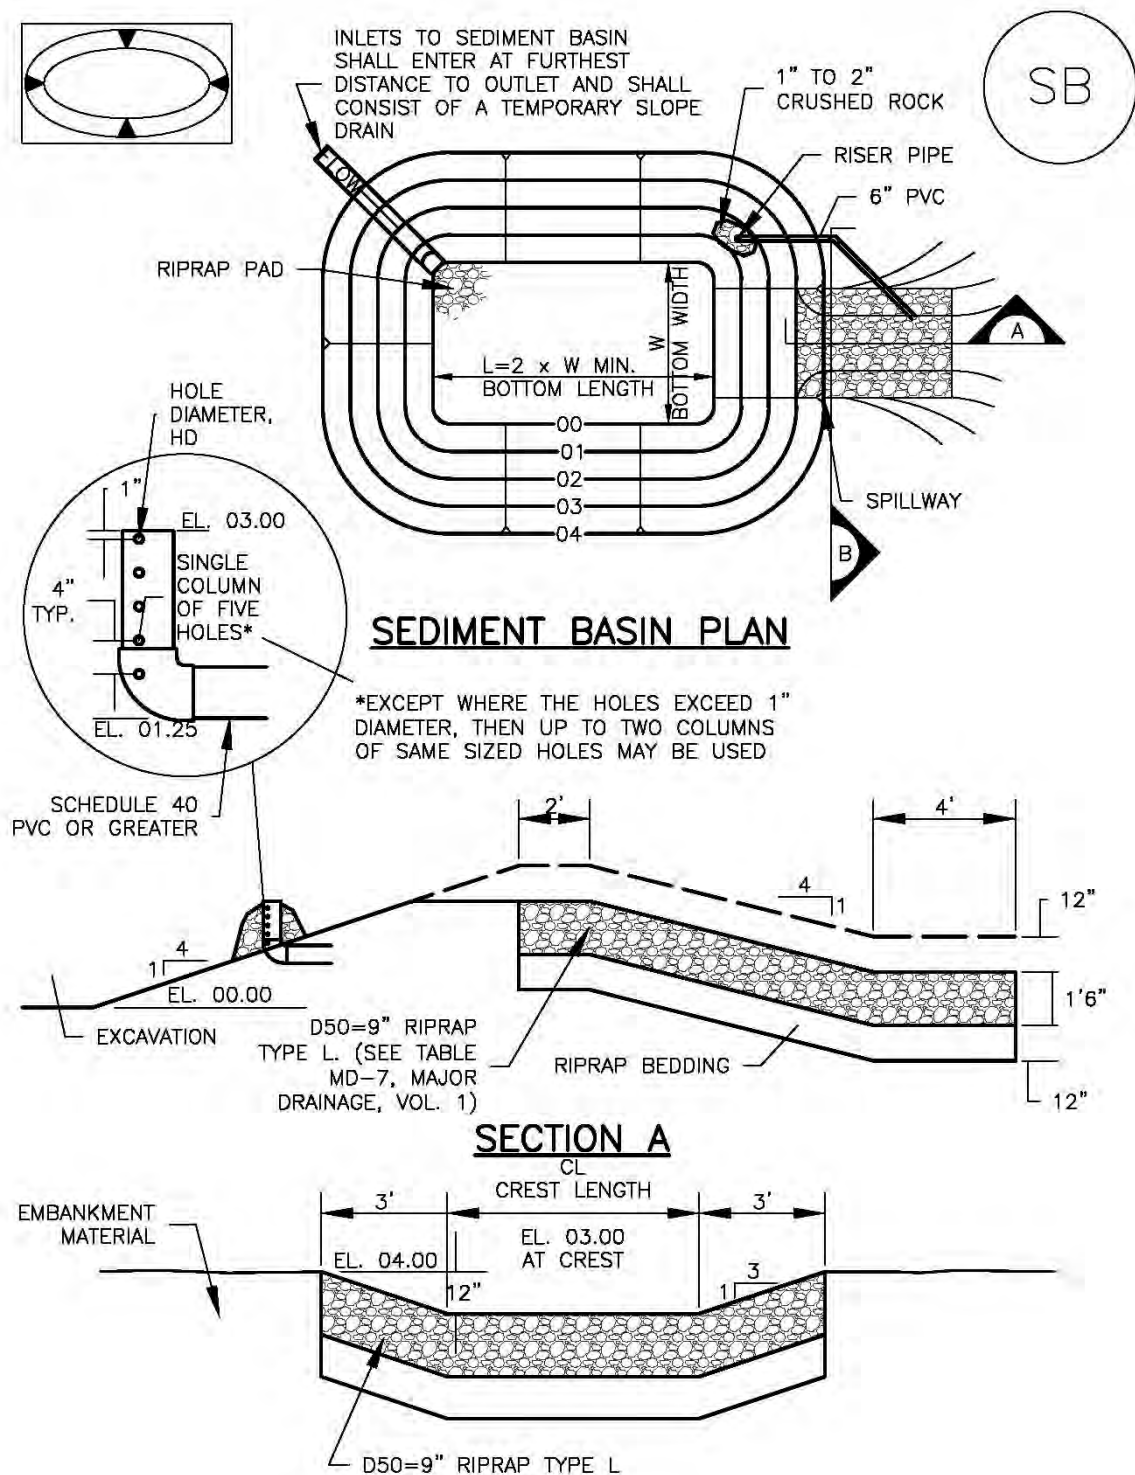 INLETS TO SEDIMENT BASIN
SHALL ENTER AT FURTHEST
DISTANCE TO OUTLET AND SHALL
CONSIST OF A TEMPORARY SLOPE
DRAIN
1" TO 2"
CRUSHED ROCK
SB
RISER PIPE
6" PVC
FLOW
RIPRAP PAD
W
BOTTOM WIDTH
L=2 x W MIN.
BOTTOM LENGTH
A
00
01
02
03
04
SPILLWAY
B
HOLE
DIAMETER,
HD
1"
EL. 03.00
4"
TYP.
SINGLE
COLUMN
OF FIVE
HOLES*
EL. 01.25
SEDIMENT BASIN PLAN
*EXCEPT WHERE THE HOLES EXCEED 1"
DIAMETER, THEN UP TO TWO COLUMNS
OF SAME SIZED HOLES MAY BE USED
SCHEDULE 40
PVC OR GREATER
2'
4'
4
1
12"
4
1
EL. 00.00
1'6"
EXCAVATION
D50=9" RIPRAP
TYPE L. (SEE TABLE
MD-7, MAJOR
DRAINAGE, VOL. 1)
RIPRAP BEDDING
12"
SECTION A
CL
CREST LENGTH
3'
3'
EMBANKMENT
MATERIAL
EL. 04.00
EL. 03.00
AT CREST
12"
3
1
D50=9" RIPRAP TYPE L